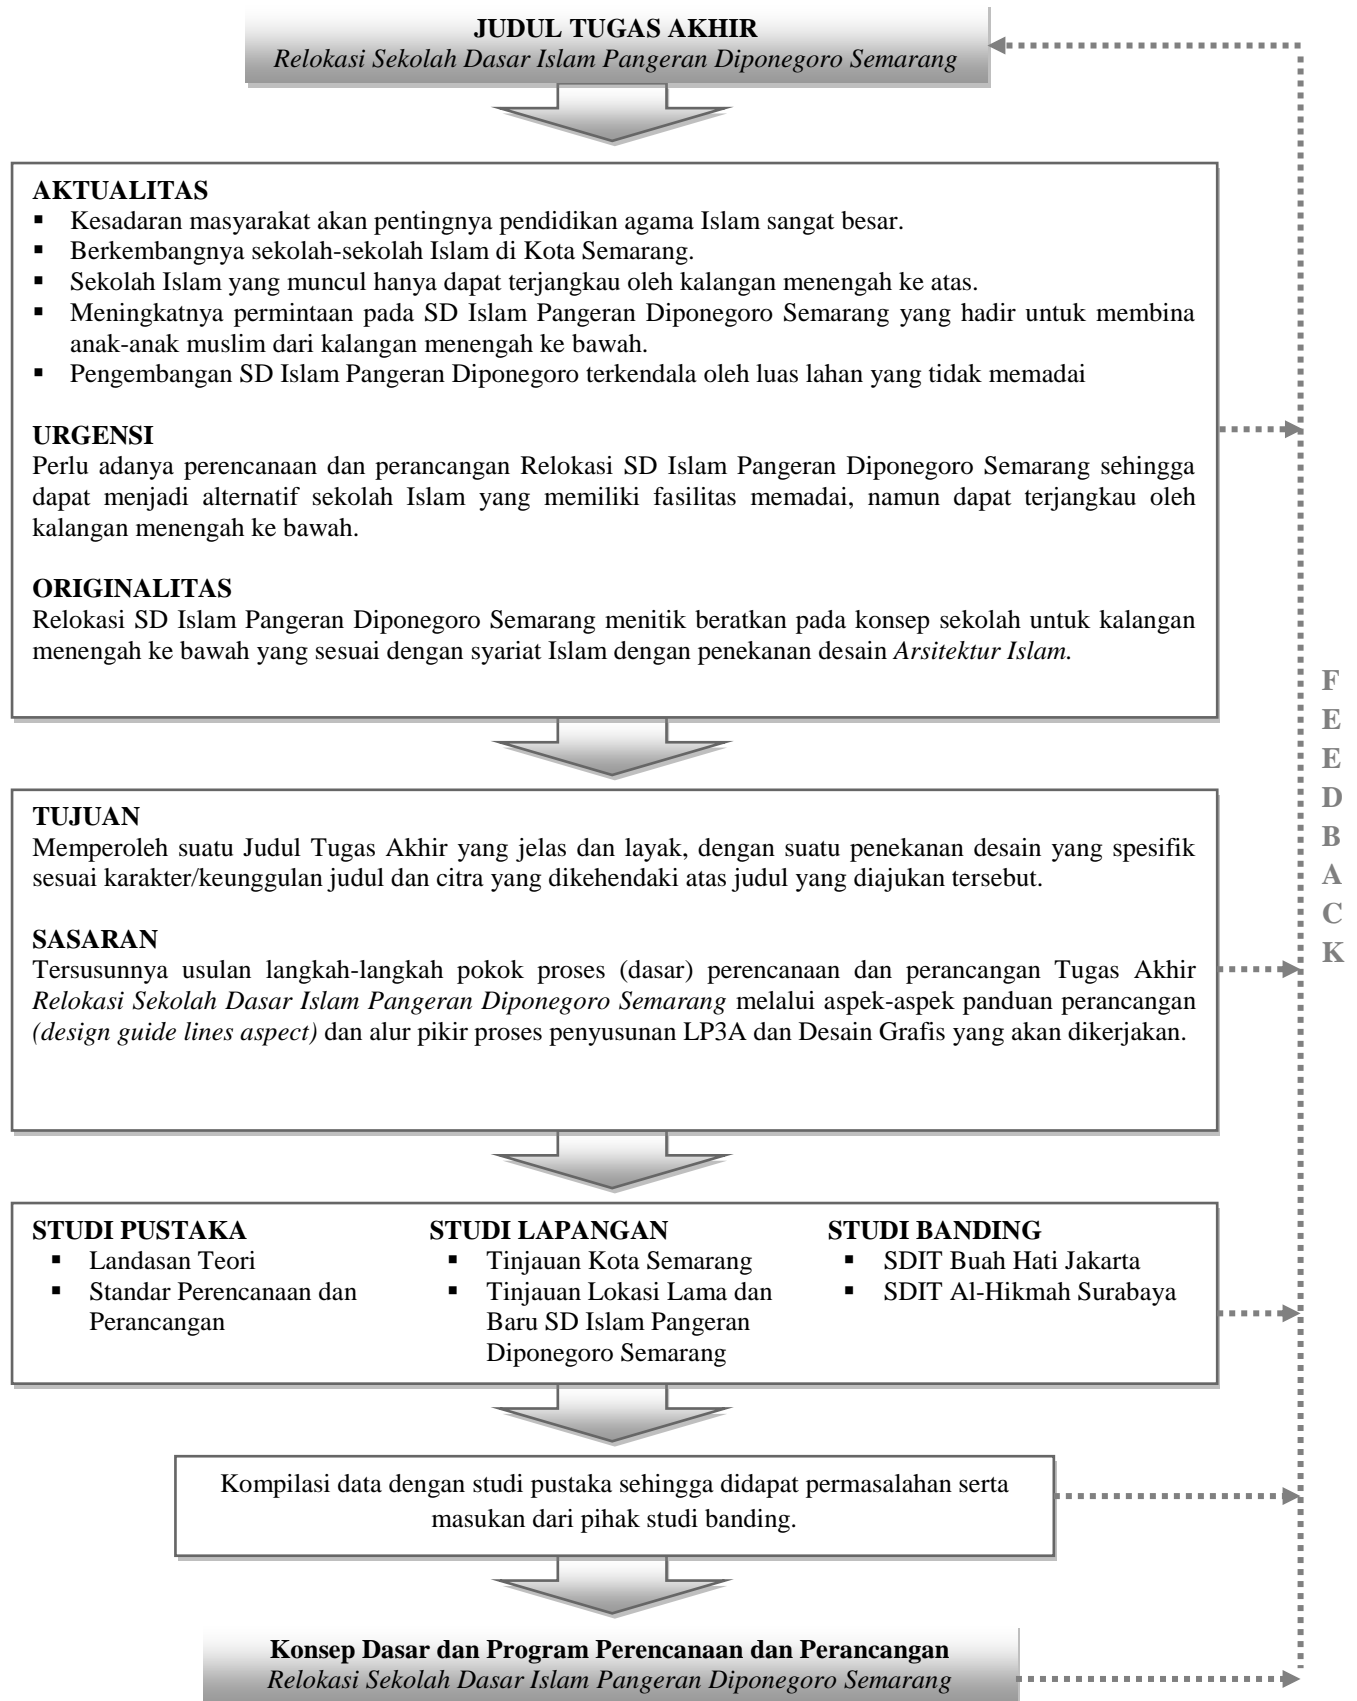 JUDUL TUGAS AKHIR
Relokasi Sekolah Dasar Islam Pangeran Diponegoro Semarang
AKTUALITAS
▪ Kesadaran masyarakat akan pentingnya pendidikan agama Islam sangat besar.
▪ Berkembangnya sekolah-sekolah Islam di Kota Semarang.
▪ Sekolah Islam yang muncul hanya dapat terjangkau oleh kalangan menengah ke atas.
▪ Meningkatnya permintaan pada SD Islam Pangeran Diponegoro Semarang yang hadir untuk membina
anak-anak muslim dari kalangan menengah ke bawah.
▪ Pengembangan SD Islam Pangeran Diponegoro terkendala oleh luas lahan yang tidak memadai
URGENSI
Perlu adanya perencanaan dan perancangan Relokasi SD Islam Pangeran Diponegoro Semarang sehingga
dapat menjadi alternatif sekolah Islam yang memiliki fasilitas memadai, namun dapat terjangkau oleh
kalangan menengah ke bawah.
ORIGINALITAS
Relokasi SD Islam Pangeran Diponegoro Semarang menitik beratkan pada konsep sekolah untuk kalangan
menengah ke bawah yang sesuai dengan syariat Islam dengan penekanan desain Arsitektur Islam.
TUJUAN
Memperoleh suatu Judul Tugas Akhir yang jelas dan layak, dengan suatu penekanan desain yang spesifik
sesuai karakter/keunggulan judul dan citra yang dikehendaki atas judul yang diajukan tersebut.
SASARAN
Tersusunnya usulan langkah-langkah pokok proses (dasar) perencanaan dan perancangan Tugas Akhir
Relokasi Sekolah Dasar Islam Pangeran Diponegoro Semarang melalui aspek-aspek panduan perancangan
(design guide lines aspect) dan alur pikir proses penyusunan LP3A dan Desain Grafis yang akan dikerjakan.
STUDI PUSTAKA
▪ Landasan Teori
▪ Standar Perencanaan dan
Perancangan
STUDI LAPANGAN
▪ Tinjauan Kota Semarang
▪ Tinjauan Lokasi Lama dan
Baru SD Islam Pangeran
Diponegoro Semarang
STUDI BANDING
▪ SDIT Buah Hati Jakarta
▪ SDIT Al-Hikmah Surabaya
Kompilasi data dengan studi pustaka sehingga didapat permasalahan serta
masukan dari pihak studi banding.
Konsep Dasar dan Program Perencanaan dan Perancangan
Relokasi Sekolah Dasar Islam Pangeran Diponegoro Semarang
F
E
E
D
B
A
C
K